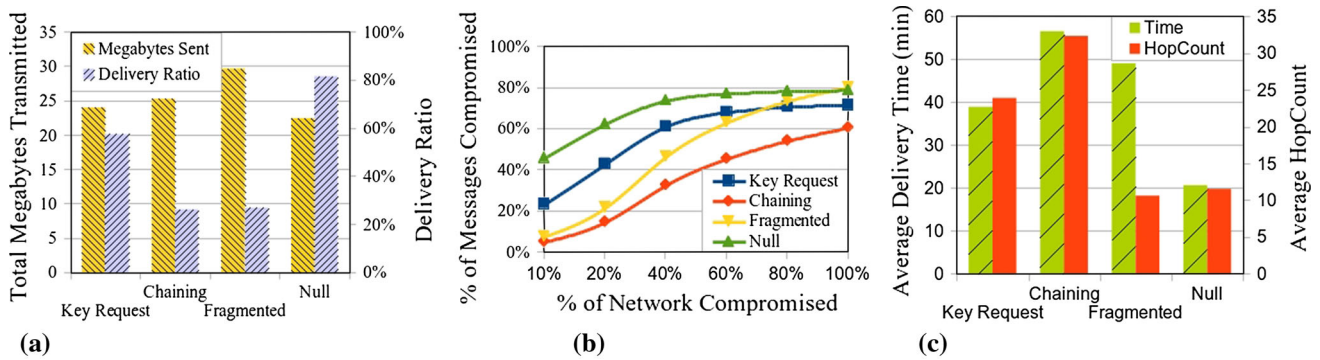 (a)
Total Megabytes Transmitted
35
30
25
20
15
10
5
0
Megabytes Sent
Delivery Ratio
100%
80%
60%
40%
20%
0%
Delivery Ratio
Key Request
Chaining
Fragmented
Null
% of Messages Compromised
100%
80%
60%
40%
20%
0%
Key Request
Chaining
Fragmented
Null
10%
20%
40%
60%
80%
100%
% of Network Compromised
(b)
(c)
Average Delivery Time (min)
60
50
40
30
20
10
0
Time
HopCount
35
30
25
20
15
10
5
0
Average HopCount
Key Request
Chaining
Fragmented
Null